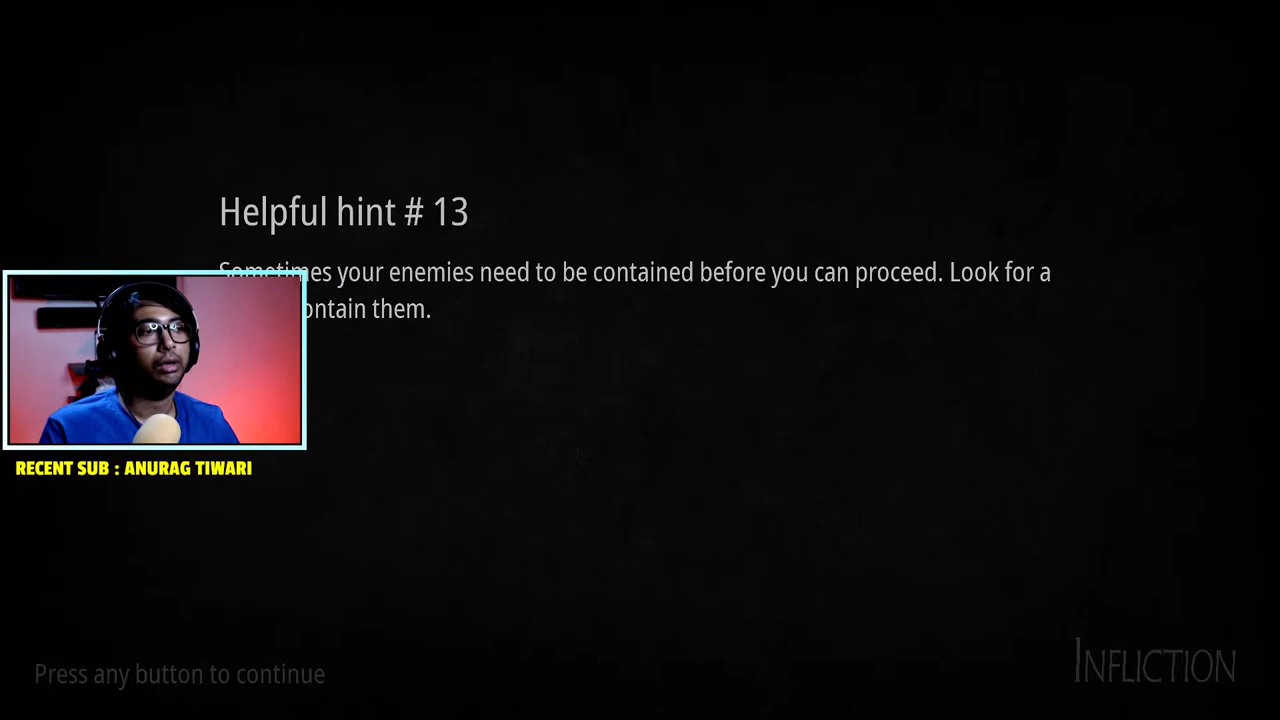 Helpful hint # 13
Sometimes your enemies need to be contained before you can proceed. Look for a
ontain them.
RECENT SUB : ANURAG TIWARI
Press any button to continue
INFLICTION